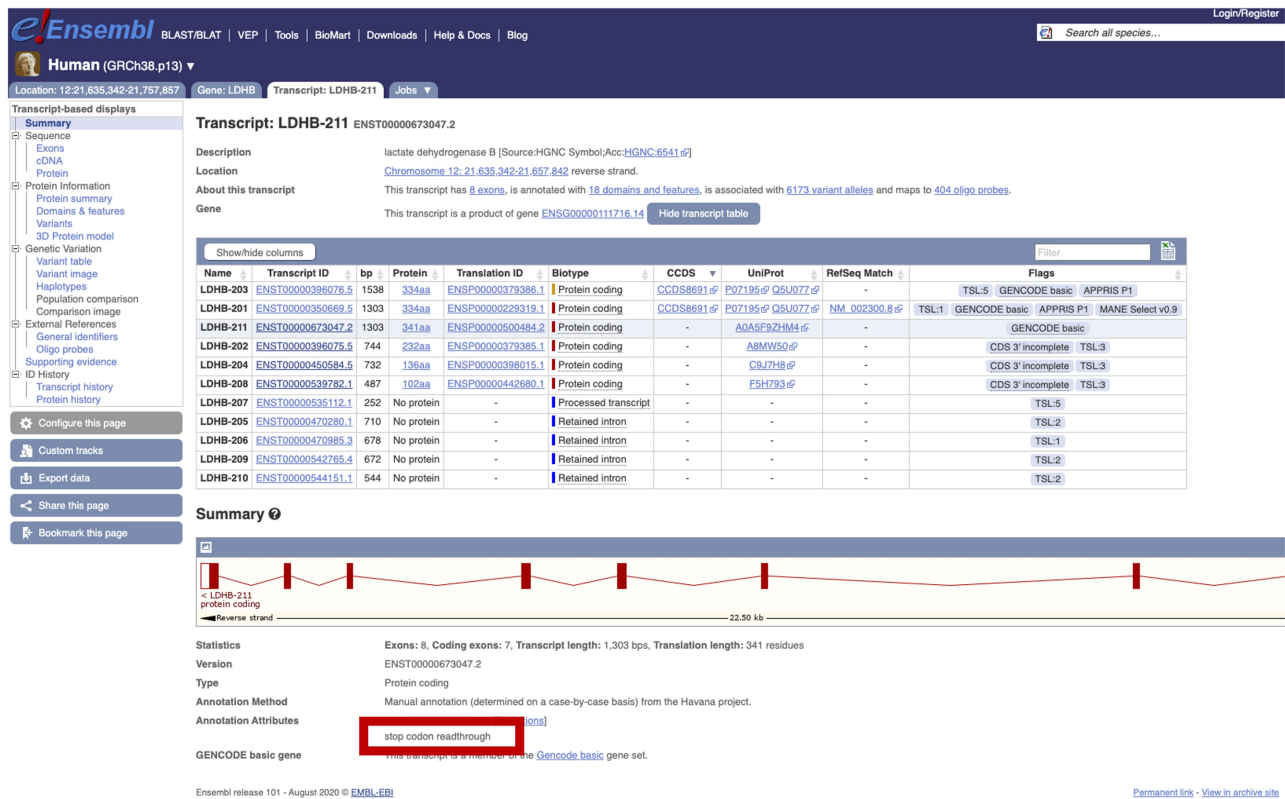 Login/Register
e!Ensembl BLAST/BLAT | VEP | Tools | BioMart | Downloads | Help & Docs | Blog
Search all species...
Human (GRCh38.p13) ▼
Location: 12:21,635,342-21,757,857 Gene: LDHB Transcript: LDHB-211 Jobs ▼
Transcript-based displays
Summary
Sequence
Exons
cDNA
Protein
Protein Information
Protein summary
Domains & features
Variants
3D Protein model
Genetic Variation
Variant table
Variant image
Haplotypes
Population comparison
Comparison image
External References
General identifiers
Oligo probes
Supporting evidence
ID History
Transcript history
Protein history
Configure this page
Custom tracks
Export data
Share this page
Bookmark this page
Transcript: LDHB-211 ENST00000673047.2
Description lactate dehydrogenase B [Source:HGNC Symbol;Acc:HGNC:6541]
Location Chromosome 12: 21,635,342-21,657,842 reverse strand.
About this transcript This transcript has 8 exons, is annotated with 18 domains and features, is associated with 6173 variant alleles and maps to 404 oligo probes.
Gene This transcript is a product of gene ENSG00000111716.14 Hide transcript table
Show/hide columns Filter
Name Transcript ID bp Protein Translation ID Biotype CCDS UniProt RefSeq Match Flags
LDHB-203 ENST00000396076.5 1538 334aa ENSP00000379386.1 Protein coding CCDS8691 P07195 Q5U077 - TSL:5 GENCODE basic APPRIS P1
LDHB-201 ENST00000350669.5 1303 334aa ENSP00000229319.1 Protein coding CCDS8691 P07195 Q5U077 NM_002300.8 TSL:1 GENCODE basic APPRIS P1 MANE Select v0.9
LDHB-211 ENST00000673047.2 1303 341aa ENSP00000500484.2 Protein coding - A0A5F9ZHM4 - GENCODE basic
LDHB-202 ENST00000396075.5 744 232aa ENSP00000379385.1 Protein coding - A8MW50 - CDS 3' incomplete TSL:3
LDHB-204 ENST00000450584.5 732 136aa ENSP00000398015.1 Protein coding - C9J7H8 - CDS 3' incomplete TSL:3
LDHB-208 ENST00000539782.1 487 102aa ENSP00000442680.1 Protein coding - F5H793 - CDS 3' incomplete TSL:3
LDHB-207 ENST00000535112.1 252 No protein - Processed transcript - - - TSL:5
LDHB-205 ENST00000470280.1 710 No protein - Retained intron - - - TSL:2
LDHB-206 ENST00000470985.3 678 No protein - Retained intron - - - TSL:1
LDHB-209 ENST00000542765.4 672 No protein - Retained intron - - - TSL:2
LDHB-210 ENST00000544151.1 544 No protein - Retained intron - - - TSL:2
Summary
< LDHB-211
protein coding
Reverse strand 22.50 kb
Statistics Exons: 8, Coding exons: 7, Transcript length: 1,303 bps, Translation length: 341 residues
Version ENST00000673047.2
Type Protein coding
Annotation Method Manual annotation (determined on a case-by-case basis) from the Havana project.
Annotation Attributes ions]
stop codon readthrough
GENCODE basic gene This transcript is a member of the Gencode basic gene set.
Ensembl release 101 - August 2020 © EMBL-EBI Permanent link - View in archive site